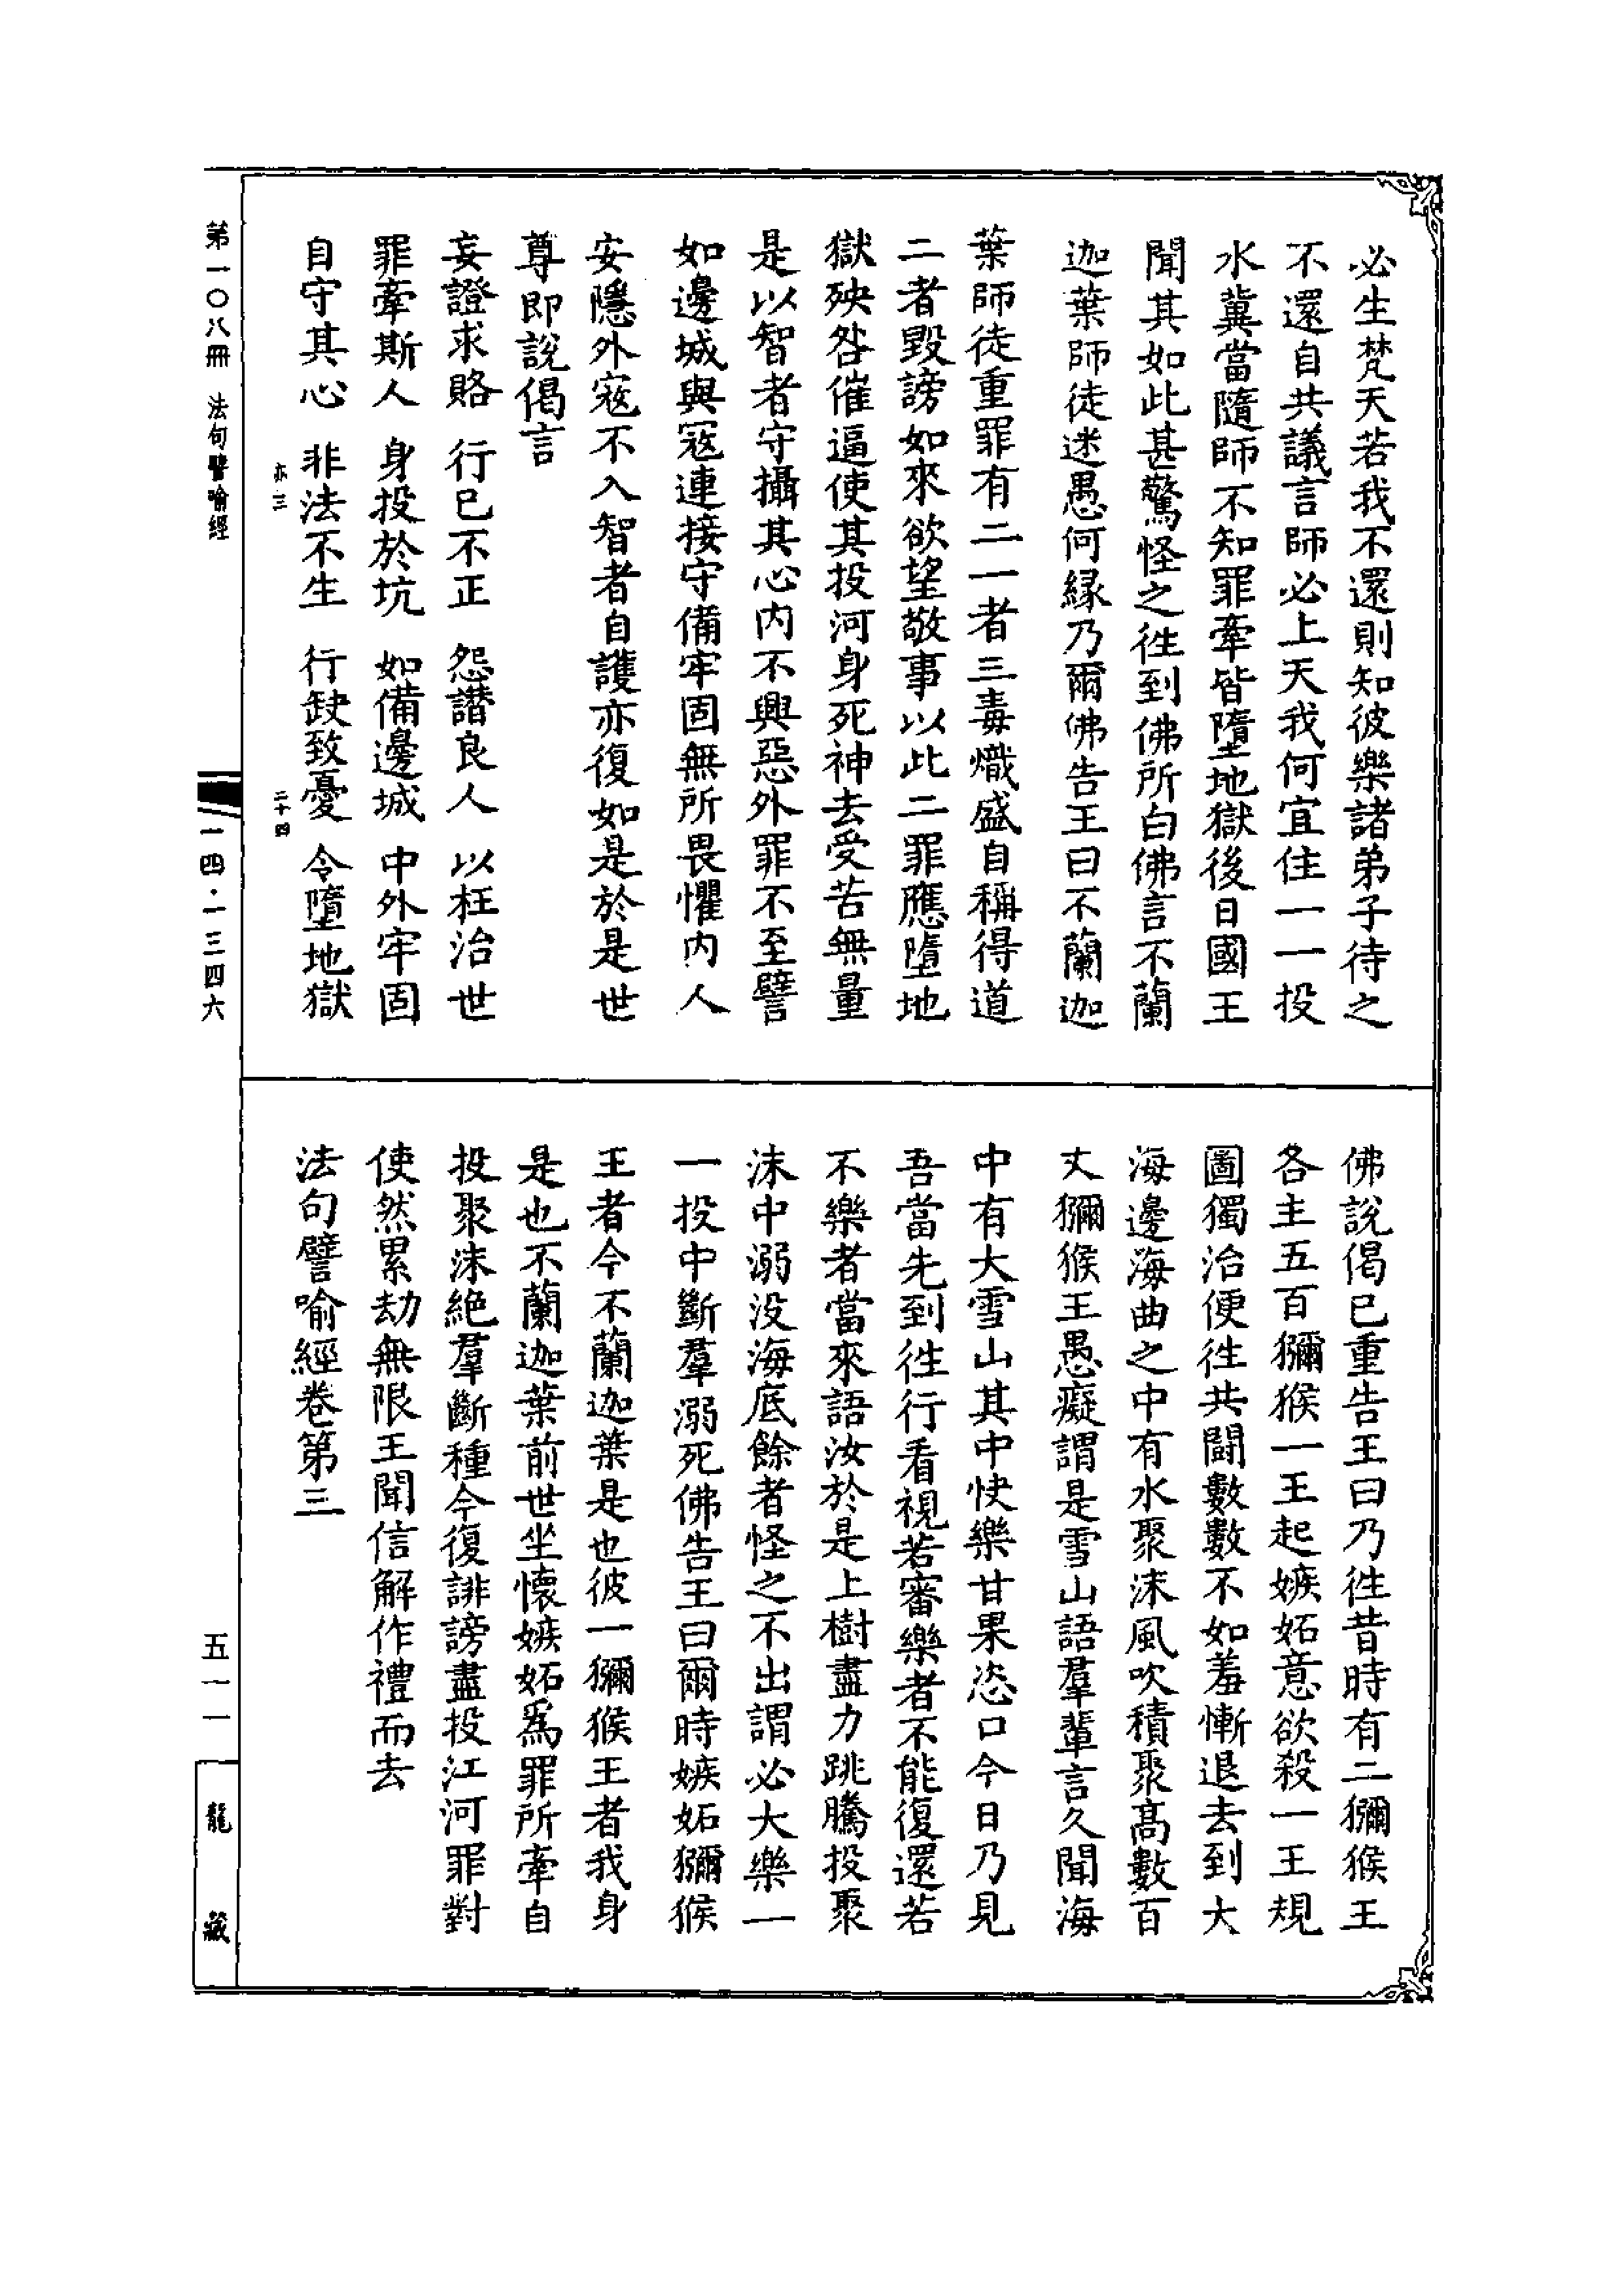 必生梵天若我不還則知彼樂諸弟子待之
不還自共議言師必上天我何宜住一一投
水冀當隨師不知罪牽皆墮地獄後日國王
聞其如此甚驚怪之徃到佛所白佛言不蘭
迦葉師徒迷愚何緣乃爾佛告王曰不蘭迦
葉師徒重罪有二一者三毒熾盛自稱得道
二者毀謗如來欲望敬事以此二罪應墮地
獄殃咎催逼使其投河身死神去受苦無量
是以智者守攝其心内不興惡外罪不至譬
如邊城與寇連接守備牢固無所畏懼内人
安隱外寇不入智者自護亦復如是於是世
尊即說偈言
妄證求賂　行已不正　怨譖良人　以枉治世
罪牽斯人　身投於坑　如備邊城　中外牢固
自守其心　非法不生　行缺致憂　令墮地獄
亦三　二十四
佛說偈已重告王曰乃徃昔時有二獼猴王
各主五百獼猴一王起嫉妬意欲殺一王規
圖獨治便徃共鬪數數不如羞慚退去到大
海邊海曲之中有水聚沫風吹積聚高數百
丈獼猴王愚癡謂是雪山語羣輩言久聞海
中有大雪山其中快樂甘果恣口今日乃見
吾當先到徃行看視若審樂者不能復還若
不樂者當來語汝於是上樹盡力跳騰投聚
沫中溺没海底餘者怪之不出謂必大樂一
一投中斷羣溺死佛告王曰爾時嫉妬獼猴
王者今不蘭迦葉是也彼一獼猴王者我身
是也不蘭迦葉前世坐懷嫉妬爲罪所牽自
投聚沫絶羣斷種今復誹謗盡投江河罪對
使然累劫無限王聞信解作禮而去
法句譬喻經卷第三
第一〇八冊　法句譬喻經　一四・一三四六　五一一　龍藏